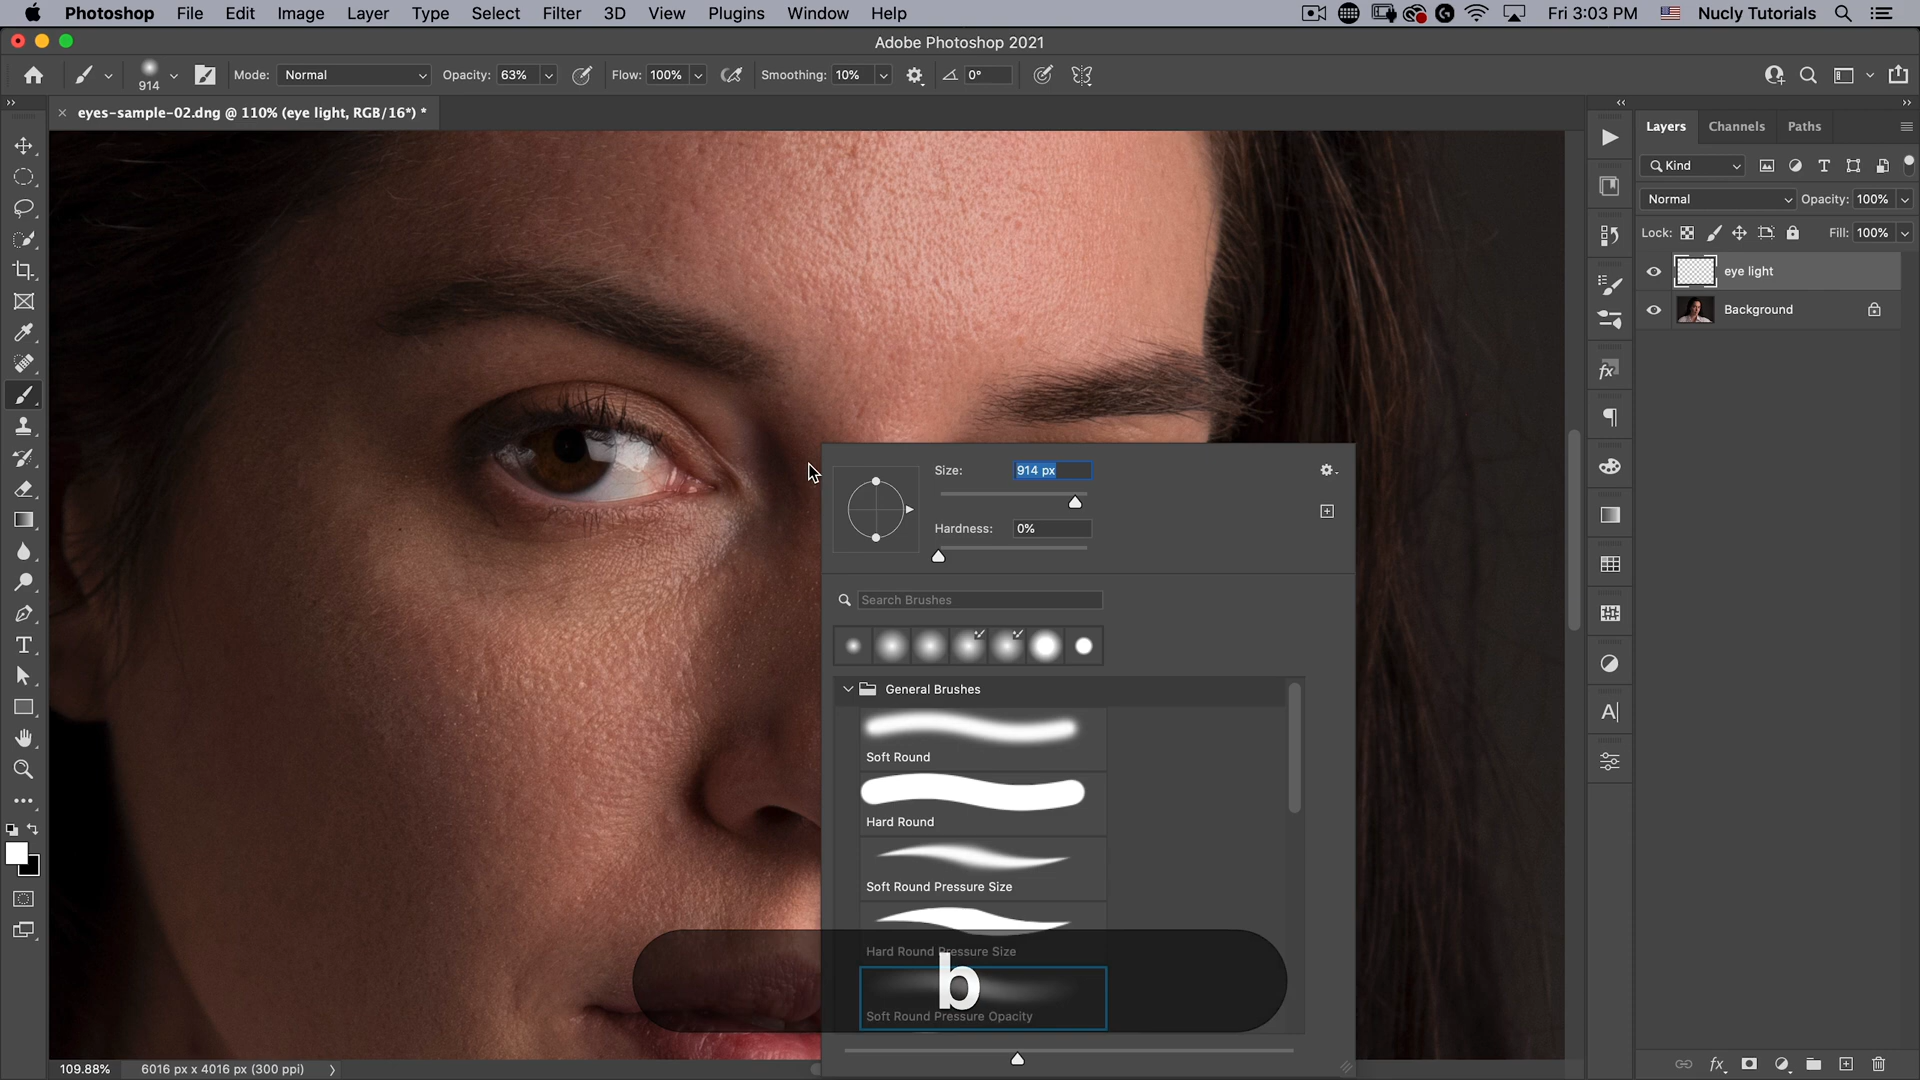 Photoshop File Edit Image Layer Type Select Filter 3D View Plugins Window Help Fri 3:03 PM Nucly Tutorials
Adobe Photoshop 2021
914 Mode: Normal Opacity: 63% Flow: 100% Smoothing: 10% 0°
eyes-sample-02.dng @ 110% (eye light, RGB/16*) *
Layers Channels Paths
Kind
Normal Opacity: 100%
Lock: Fill: 100%
eye light
Background
Size: 914 px
Hardness: 0%
Search Brushes
General Brushes
Soft Round
Hard Round
Soft Round Pressure Size
Hard Round Pressure Size
b
Soft Round Pressure Opacity
109.88% 6016 px x 4016 px (300 ppi)